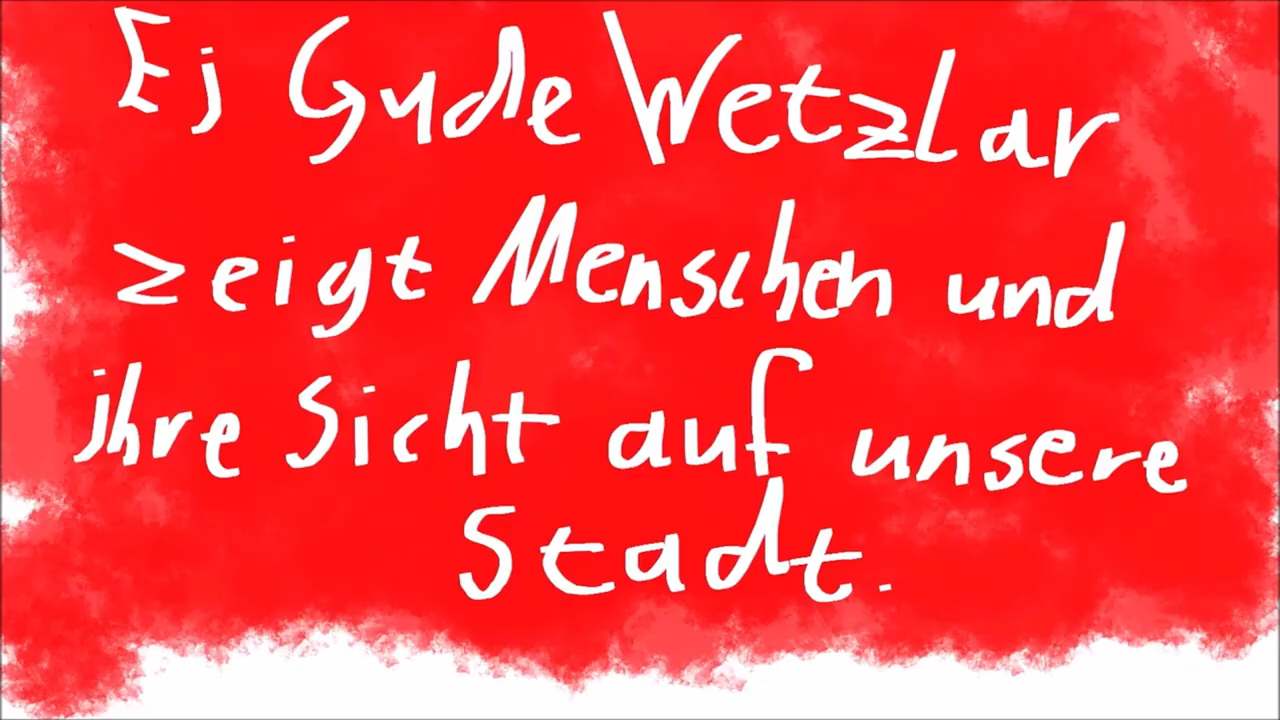 Ej Gude Wetzlar
zeigt Menschen und
ihre Sicht auf unsere
Stadt.